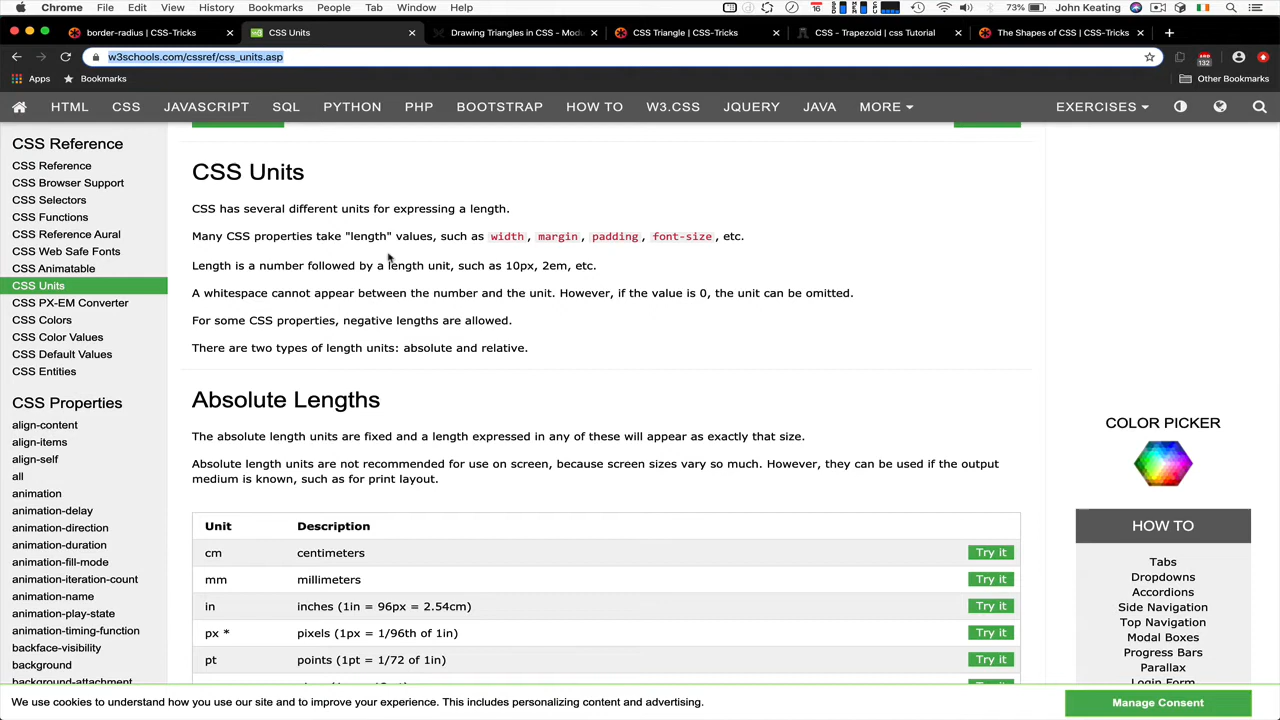 Chrome File Edit View History Bookmarks People Tab Window Help 73% John Keating
border-radius | CSS-Tricks × CSS Units × Drawing Triangles in CSS - Mod × CSS Triangle | CSS-Tricks × CSS - Trapezoid | css Tutorial × The Shapes of CSS | CSS-Tricks × +
w3schools.com/cssref/css_units.asp 132
Apps Bookmarks Other Bookmarks
HTML CSS JAVASCRIPT SQL PYTHON PHP BOOTSTRAP HOW TO W3.CSS JQUERY JAVA MORE EXERCISES
CSS Reference
CSS Reference
CSS Browser Support
CSS Selectors
CSS Functions
CSS Reference Aural
CSS Web Safe Fonts
CSS Animatable
CSS Units
CSS PX-EM Converter
CSS Colors
CSS Color Values
CSS Default Values
CSS Entities
CSS Properties
align-content
align-items
align-self
all
animation
animation-delay
animation-direction
animation-duration
animation-fill-mode
animation-iteration-count
animation-name
animation-play-state
animation-timing-function
backface-visibility
background
background-attachment
CSS Units
CSS has several different units for expressing a length.
Many CSS properties take "length" values, such as width, margin, padding, font-size, etc.
Length is a number followed by a length unit, such as 10px, 2em, etc.
A whitespace cannot appear between the number and the unit. However, if the value is 0, the unit can be omitted.
For some CSS properties, negative lengths are allowed.
There are two types of length units: absolute and relative.
Absolute Lengths
The absolute length units are fixed and a length expressed in any of these will appear as exactly that size.
Absolute length units are not recommended for use on screen, because screen sizes vary so much. However, they can be used if the output
medium is known, such as for print layout.
Unit Description
cm centimeters Try it
mm millimeters Try it
in inches (1in = 96px = 2.54cm) Try it
px * pixels (1px = 1/96th of 1in) Try it
pt points (1pt = 1/72 of 1in) Try it
COLOR PICKER
HOW TO
Tabs
Dropdowns
Accordions
Side Navigation
Top Navigation
Modal Boxes
Progress Bars
Parallax
Login Form
We use cookies to understand how you use our site and to improve your experience. This includes personalizing content and advertising.
Manage Consent